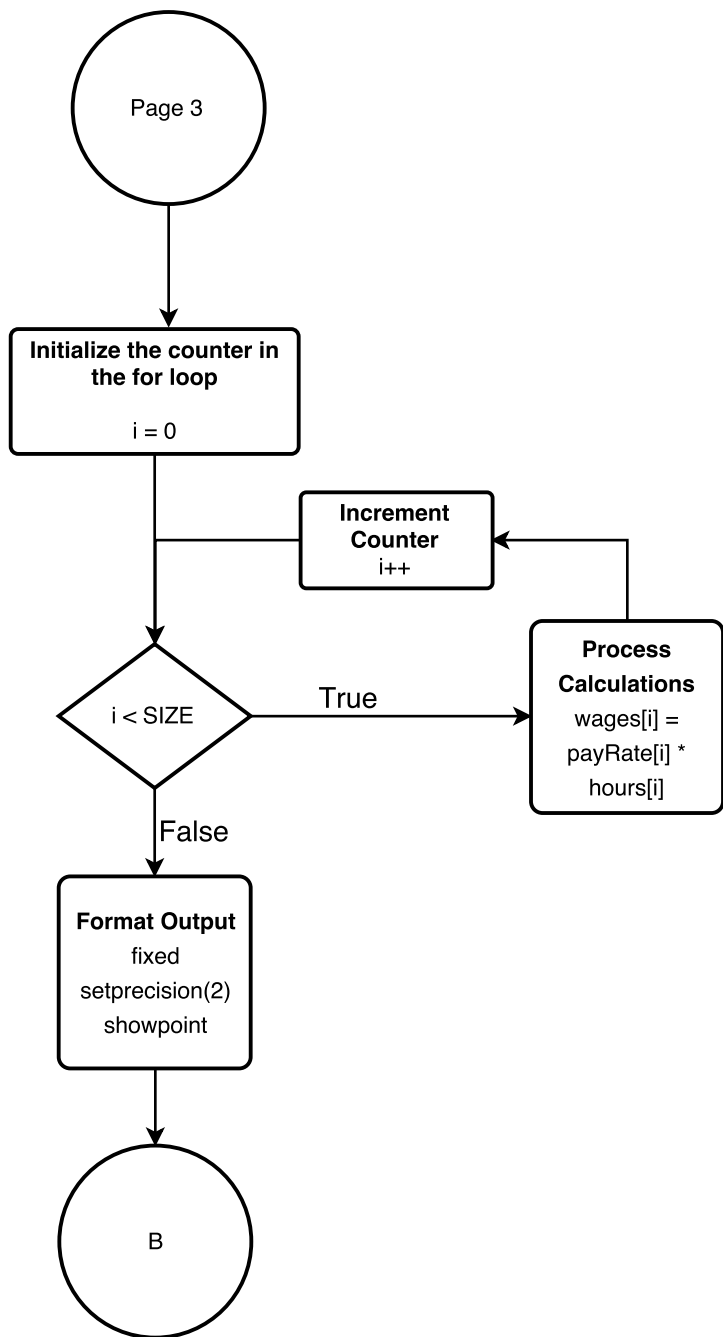 Page 3
Initialize the counter in
the for loop
i = 0
Increment
Counter
i++
Process
Calculations
wages[i] =
payRate[i] *
hours[i]
i < SIZE
True
False
Format Output
fixed
setprecision(2)
showpoint
B